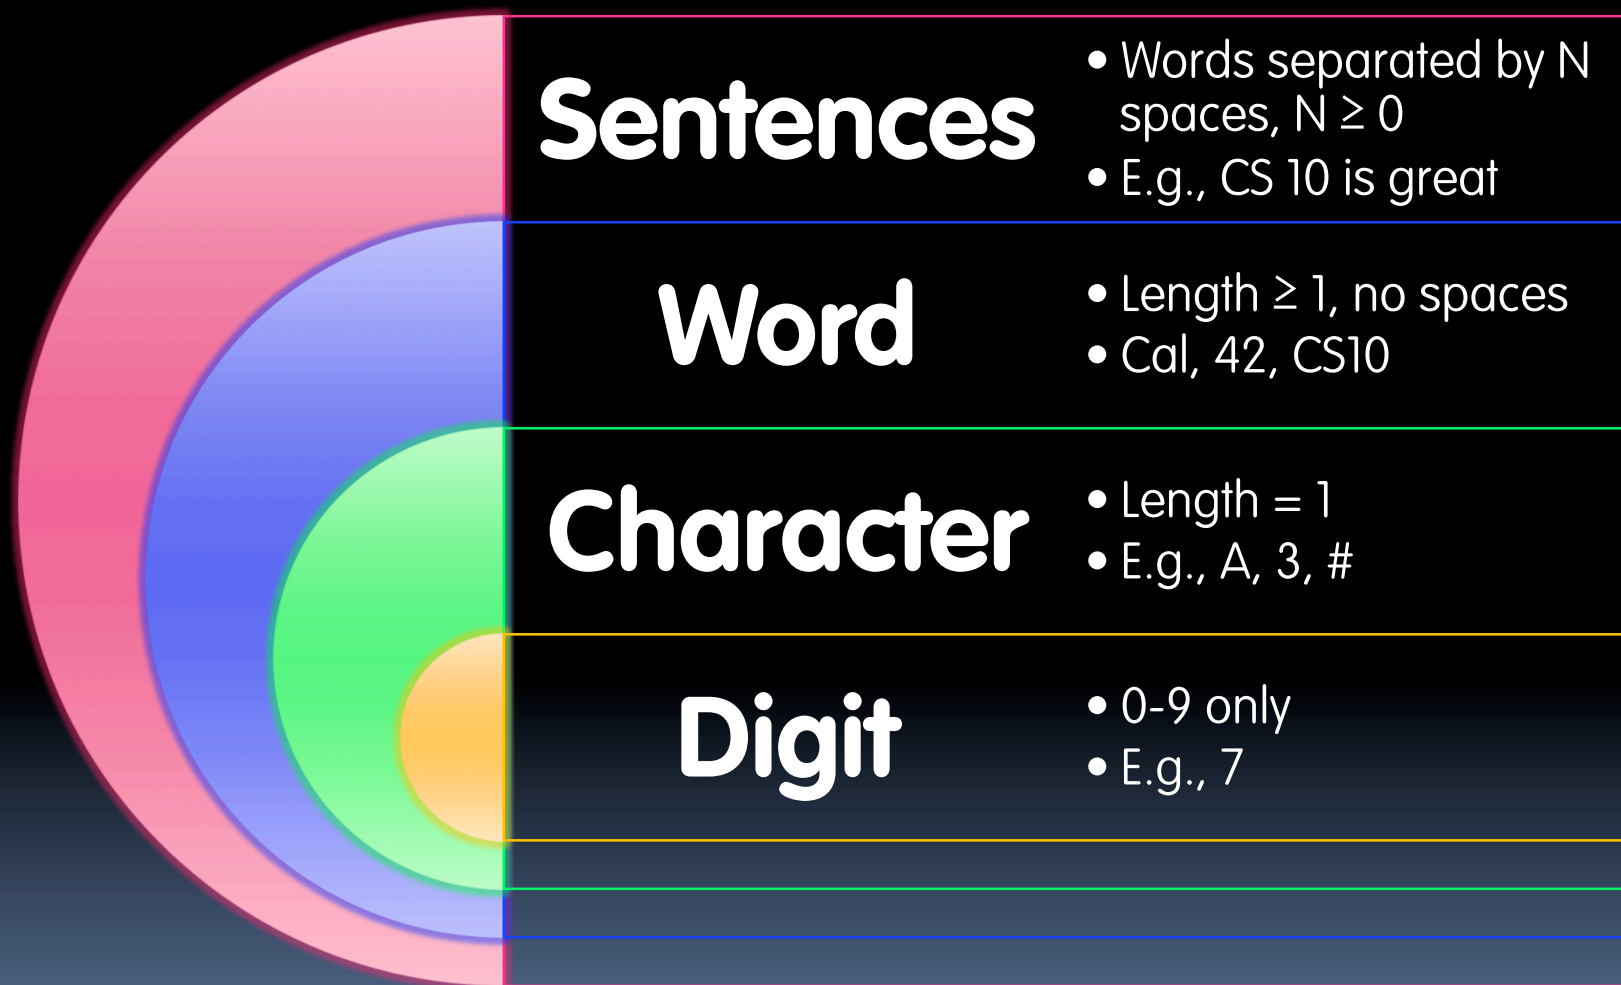 Sentences
• Words separated by N
spaces, N ≥ 0
• E.g., CS 10 is great
Word
• Length ≥ 1, no spaces
• Cal, 42, CS10
Character
• Length = 1
• E.g., A, 3, #
Digit
• 0-9 only
• E.g., 7